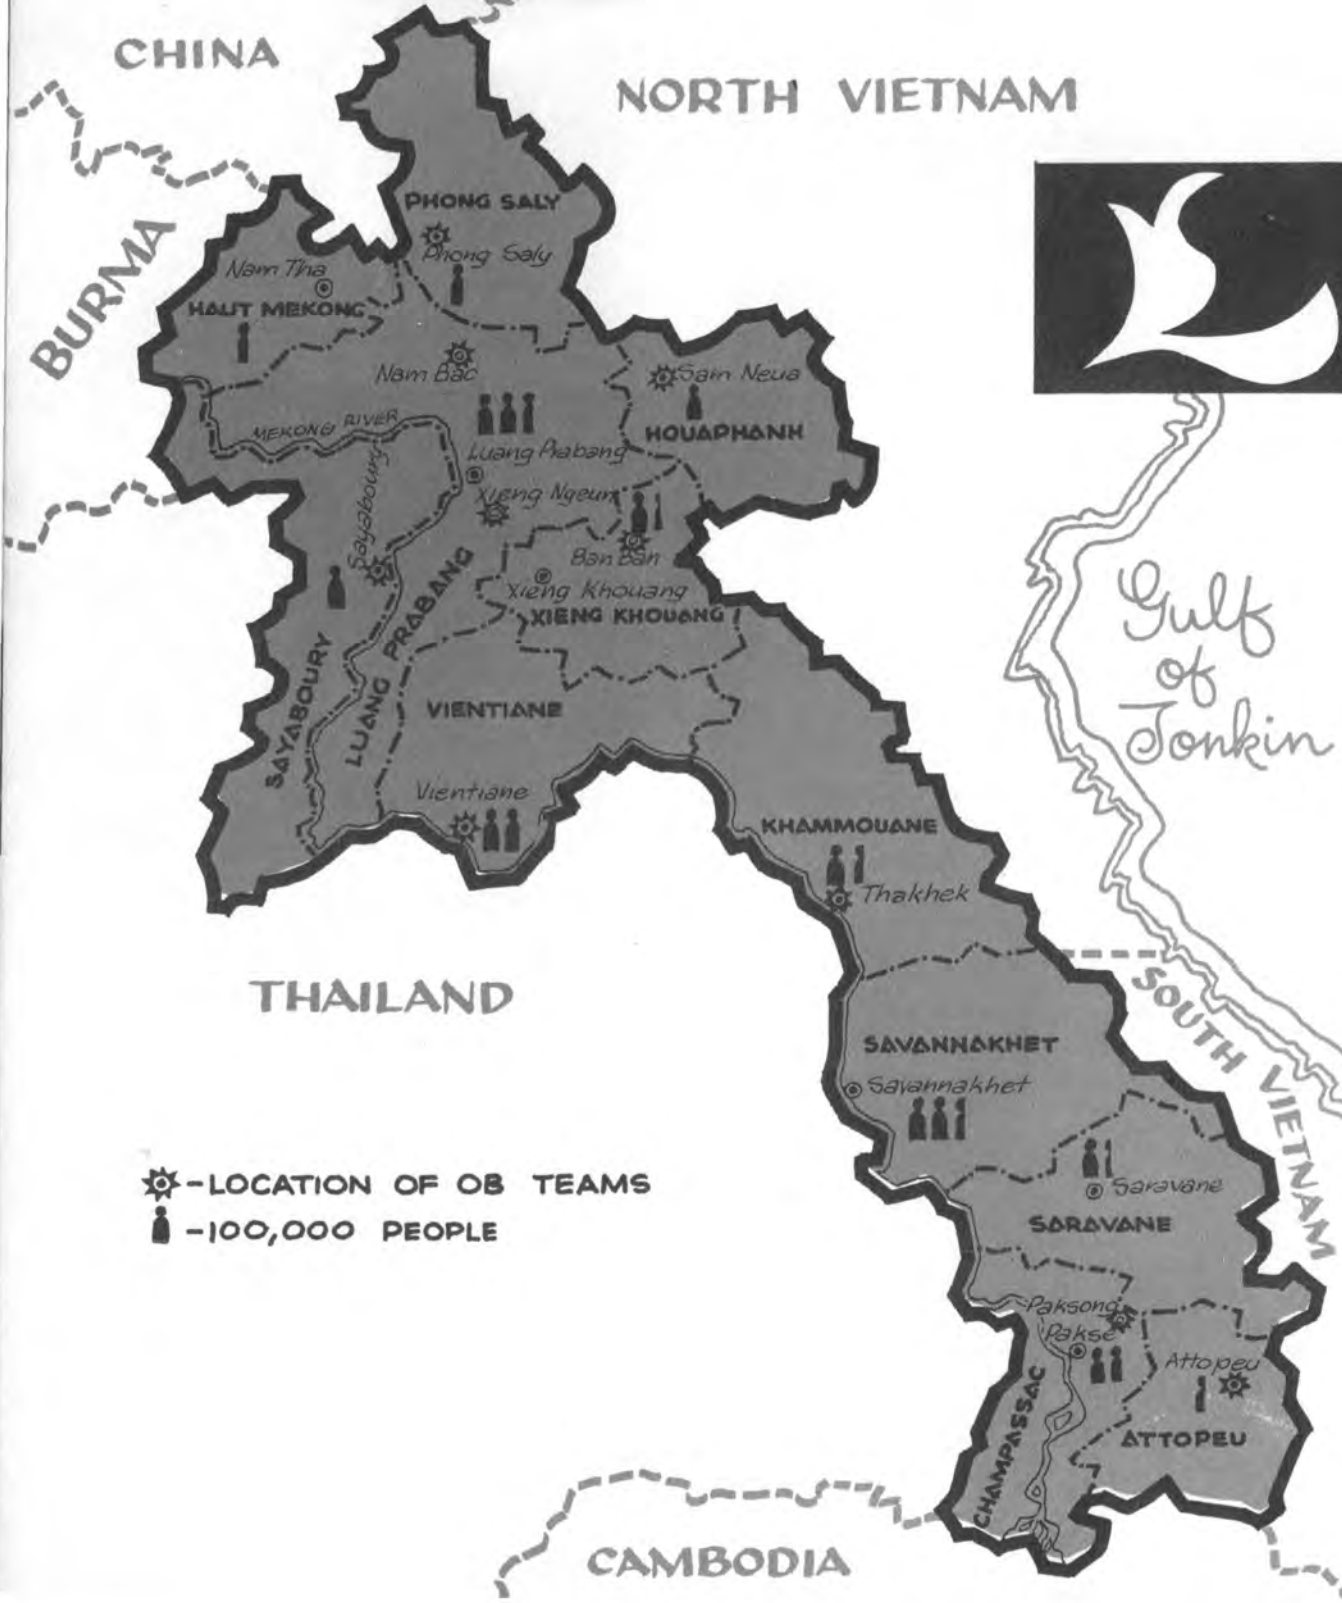 CHINA
NORTH VIETNAM
BURMA
PHONG SALY
Phong Saly
Nam Tha
HAUT MEKONG
Nam Bac
Sam Neua
HOUAPHANH
MEKONG RIVER
Luang Prabang
Xieng Ngeun
Sayaboury
Ban Ban
Xieng Khouang
XIENG KHOUANG
Gulf
of
Tonkin
SAYABOURY
LUANG PRABANG
VIENTIANE
Vientiane
KHAMMOUANE
Thakhek
THAILAND
SOUTH VIETNAM
SAVANNAKHET
Savannakhet
-LOCATION OF OB TEAMS
-100,000 PEOPLE
Saravane
SARAVANE
Paksong
Pakse
Attopeu
CHAMPASSAC
ATTOPEU
CAMBODIA